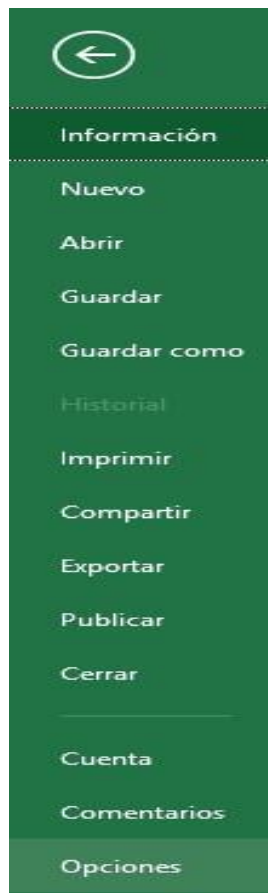 Información
Nuevo
Abrir
Guardar
Guardar como
Historial
Imprimir
Compartir
Exportar
Publicar
Cerrar
Cuenta
Comentarios
Opciones